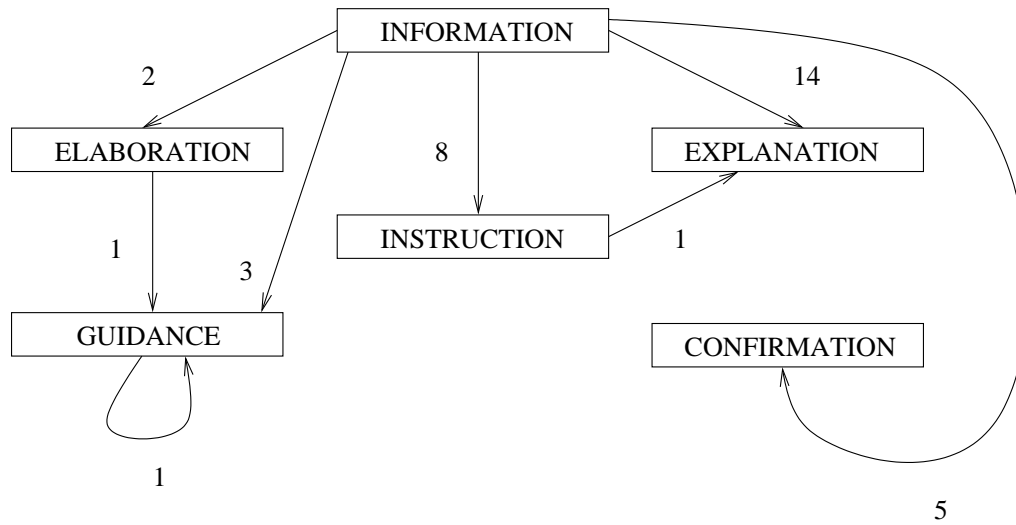 INFORMATION
2
14
ELABORATION
8
EXPLANATION
INSTRUCTION
1
1
3
GUIDANCE
CONFIRMATION
1
5